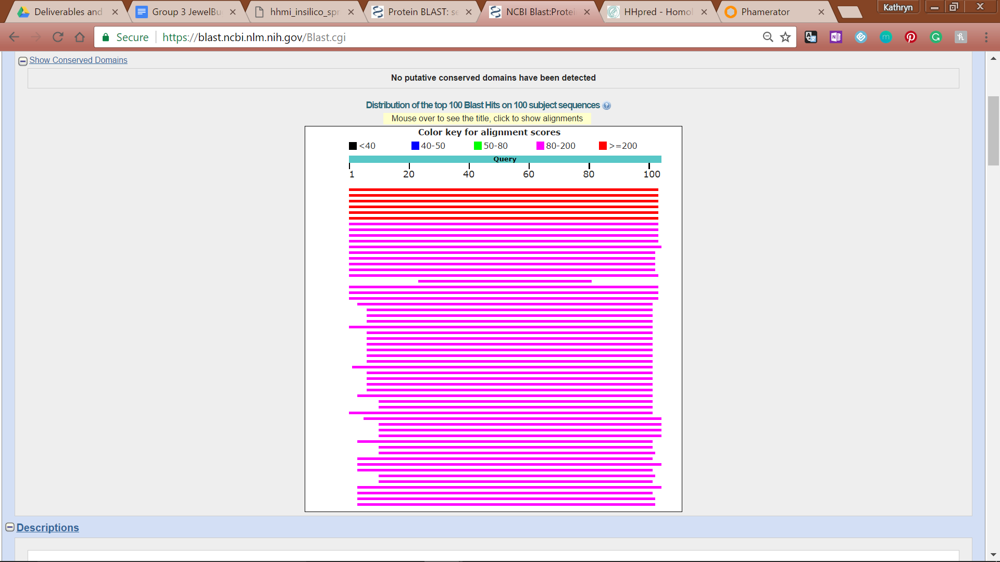 Deliverables and
Group 3 JewelBu
hhmi_insilico_spr
Protein BLAST: se
NCBI Blast:Protei
HHpred - Homol
Phamerator
Kathryn
Secure
https://blast.ncbi.nlm.nih.gov/Blast.cgi
Show Conserved Domains
No putative conserved domains have been detected
Distribution of the top 100 Blast Hits on 100 subject sequences
Mouse over to see the title, click to show alignments
Color key for alignment scores
<40 40-50 50-80 80-200 >=200
Query
1 20 40 60 80 100
Descriptions